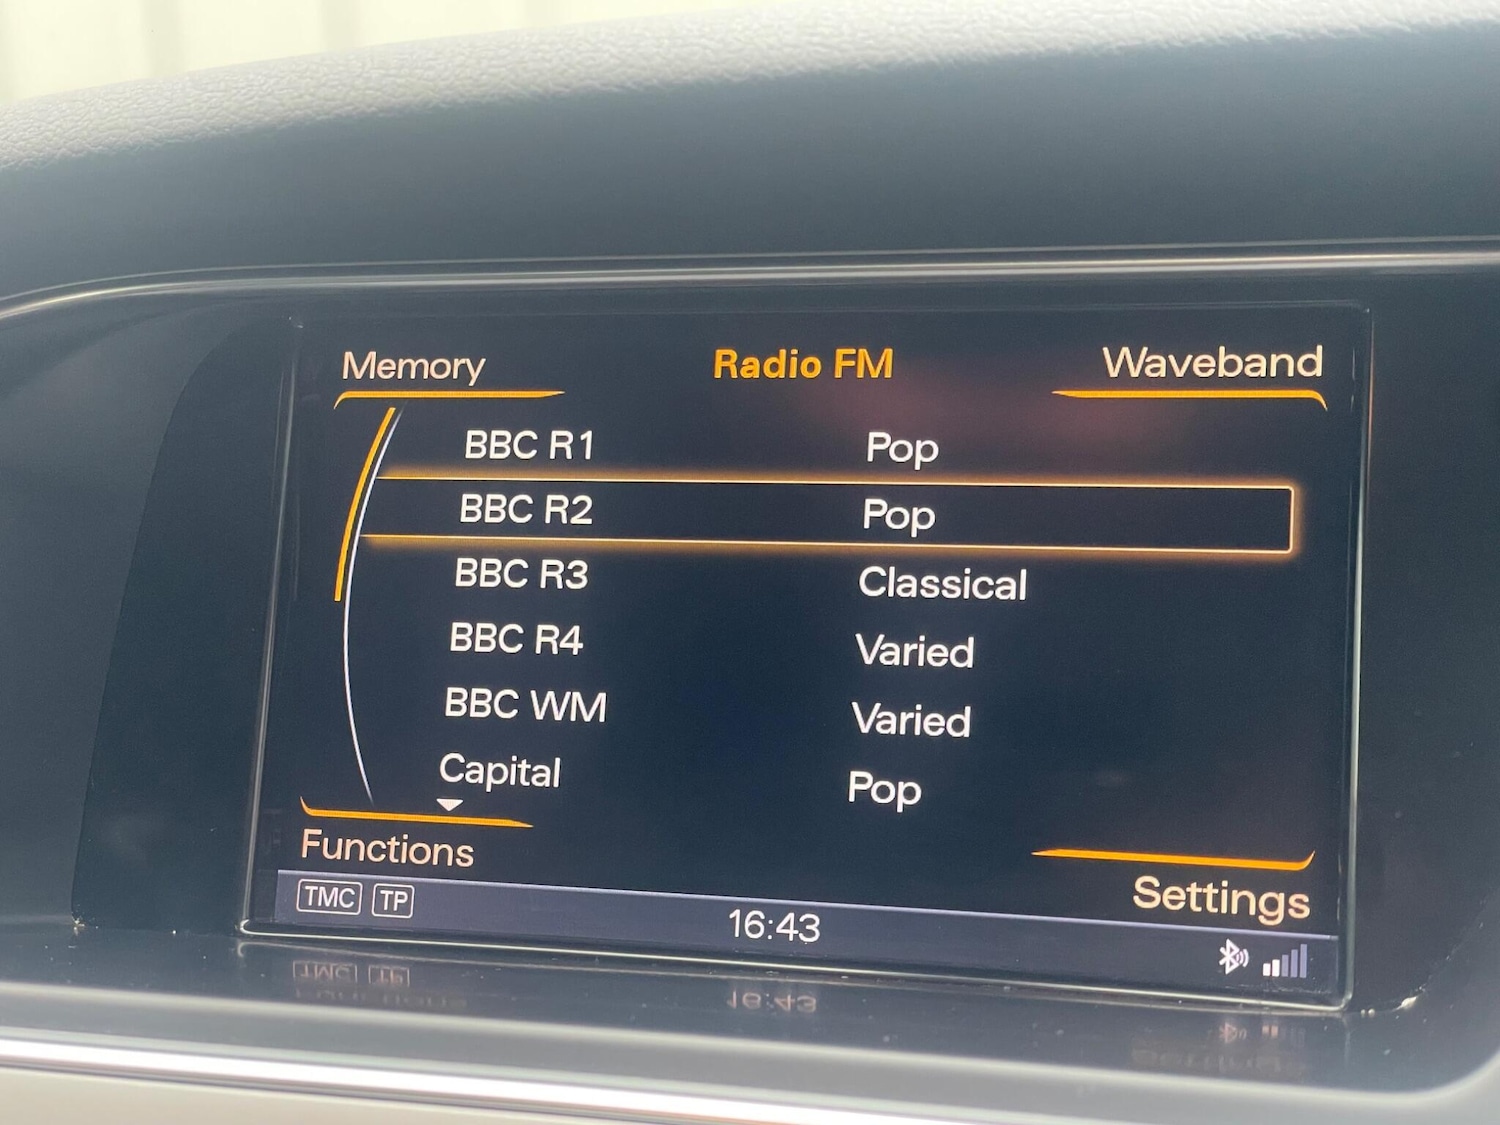 Memory Radio FM Waveband
BBC R1 Pop
BBC R2 Pop
BBC R3 Classical
BBC R4 Varied
BBC WM Varied
Capital Pop
Functions
Settings
TMC TP 16:43